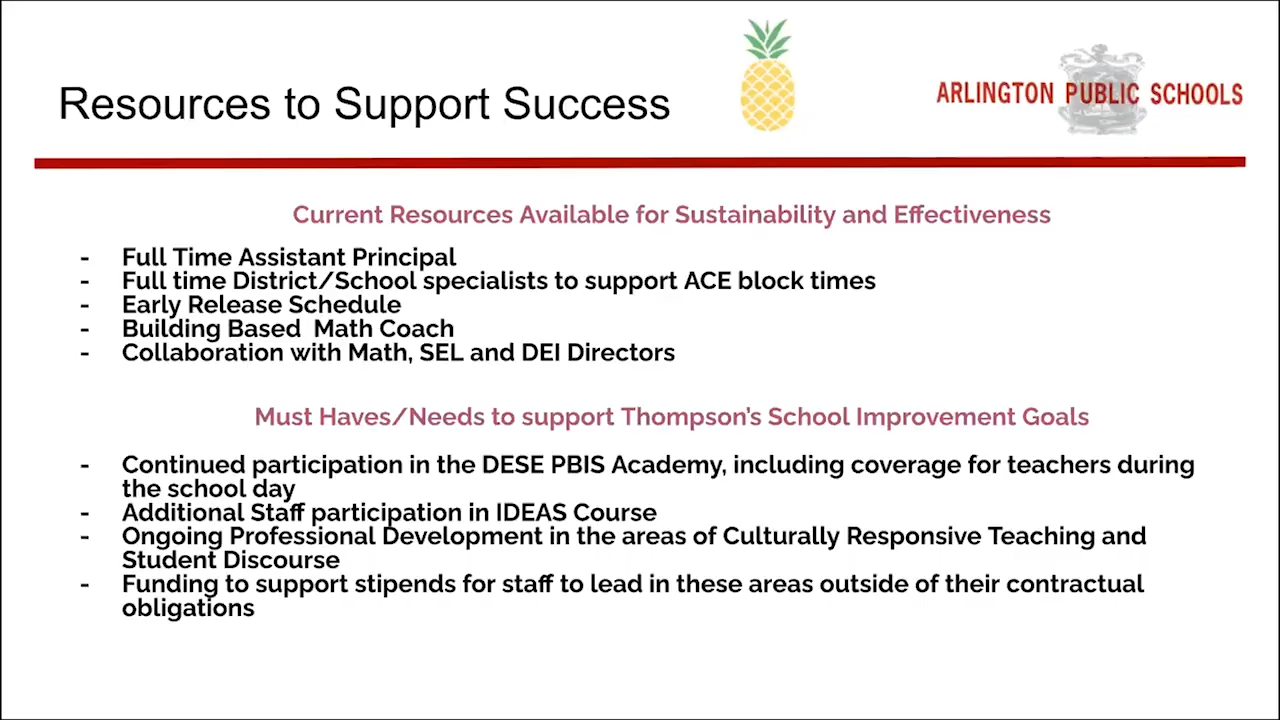 Resources to Support Success
ARLINGTON PUBLIC SCHOOLS
Current Resources Available for Sustainability and Effectiveness
- Full Time Assistant Principal
- Full time District/School specialists to support ACE block times
- Early Release Schedule
- Building Based  Math Coach
- Collaboration with Math, SEL and DEI Directors
Must Haves/Needs to support Thompson's School Improvement Goals
- Continued participation in the DESE PBIS Academy, including coverage for teachers during
the school day
- Additional Staff participation in IDEAS Course
- Ongoing Professional Development in the areas of Culturally Responsive Teaching and
Student Discourse
- Funding to support stipends for staff to lead in these areas outside of their contractual
obligations